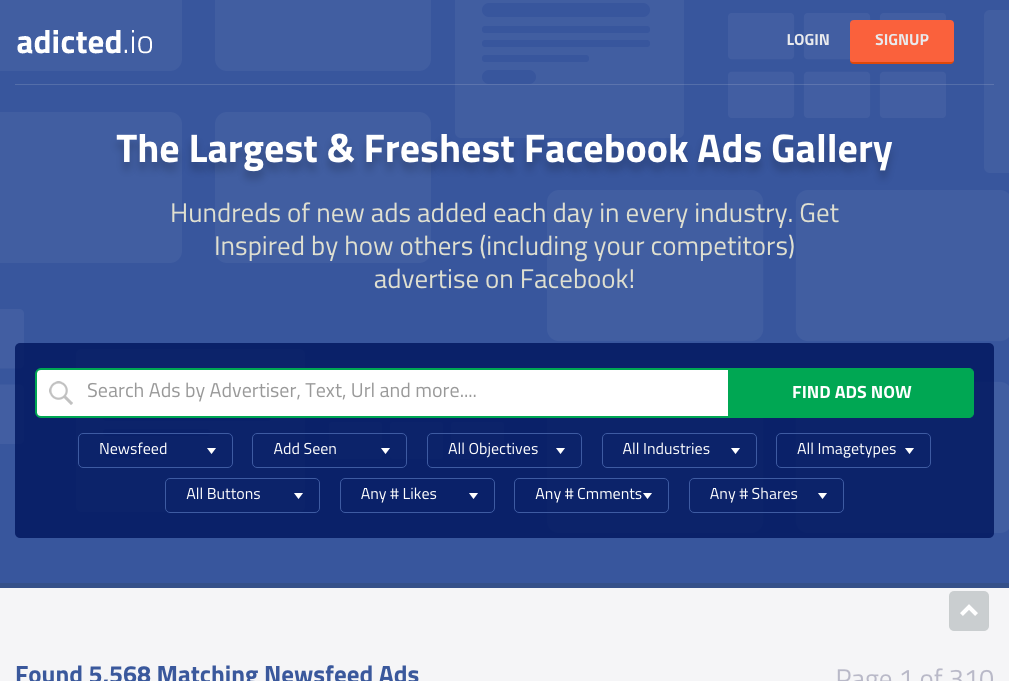 adicted.io
LOGIN
SIGNUP
The Largest & Freshest Facebook Ads Gallery
Hundreds of new ads added each day in every industry. Get
Inspired by how others (including your competitors)
advertise on Facebook!
Search Ads by Advertiser, Text, Url and more....
FIND ADS NOW
Newsfeed
Add Seen
All Objectives
All Industries
All Imagetypes
All Buttons
Any # Likes
Any # Cmments
Any # Shares
Found 5,568 Matching Newsfeed Ads
Page 1 of 310